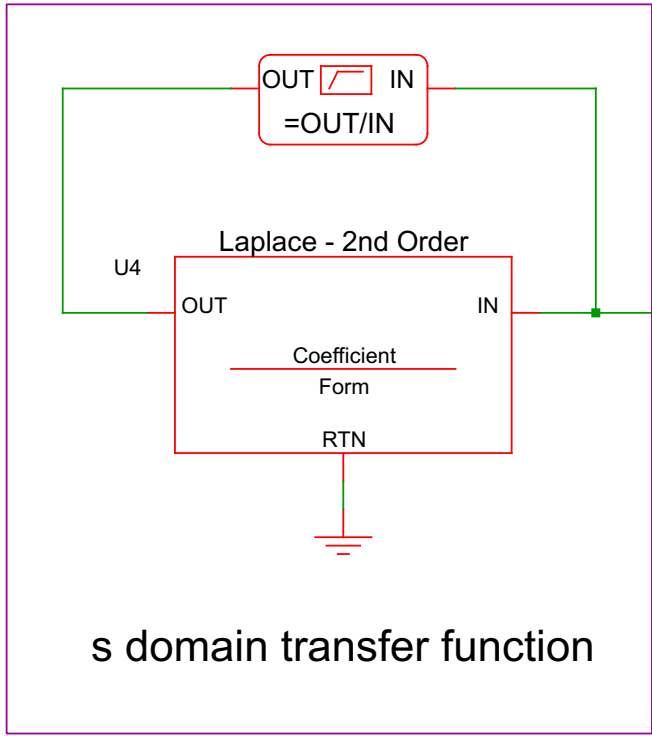 OUT IN
=OUT/IN
Laplace - 2nd Order
U4
OUT IN
Coefficient
Form
RTN
s domain transfer function